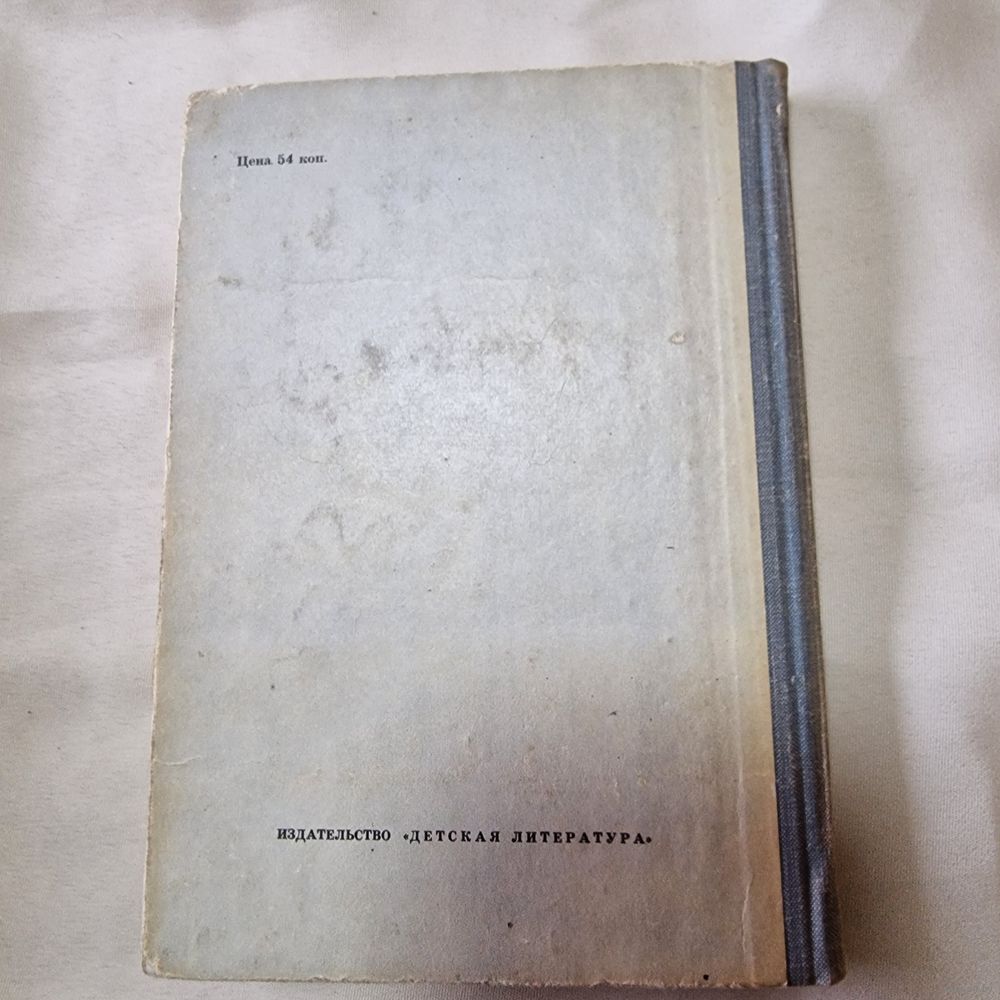 Цена 54 коп.
ИЗДАТЕЛЬСТВО «ДЕТСКАЯ ЛИТЕРАТУРА»